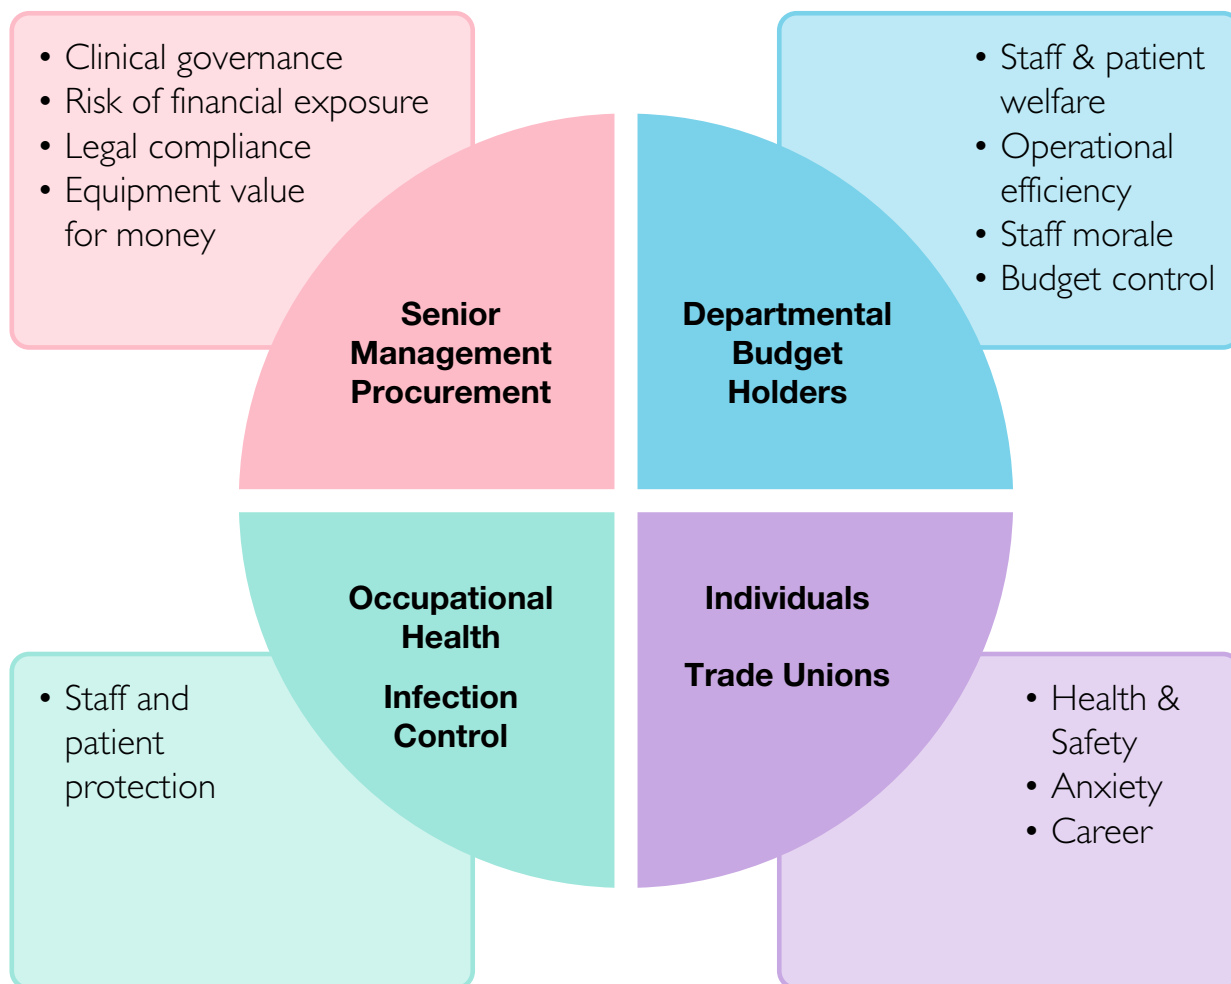 • Clinical governance
• Risk of financial exposure
• Legal compliance
• Equipment value
for money
• Staff & patient
welfare
• Operational
efficiency
• Staff morale
• Budget control
Senior
Management
Procurement
Departmental
Budget
Holders
Occupational
Health
Infection
Control
Individuals
Trade Unions
• Staff and
patient
protection
• Health &
Safety
• Anxiety
• Career